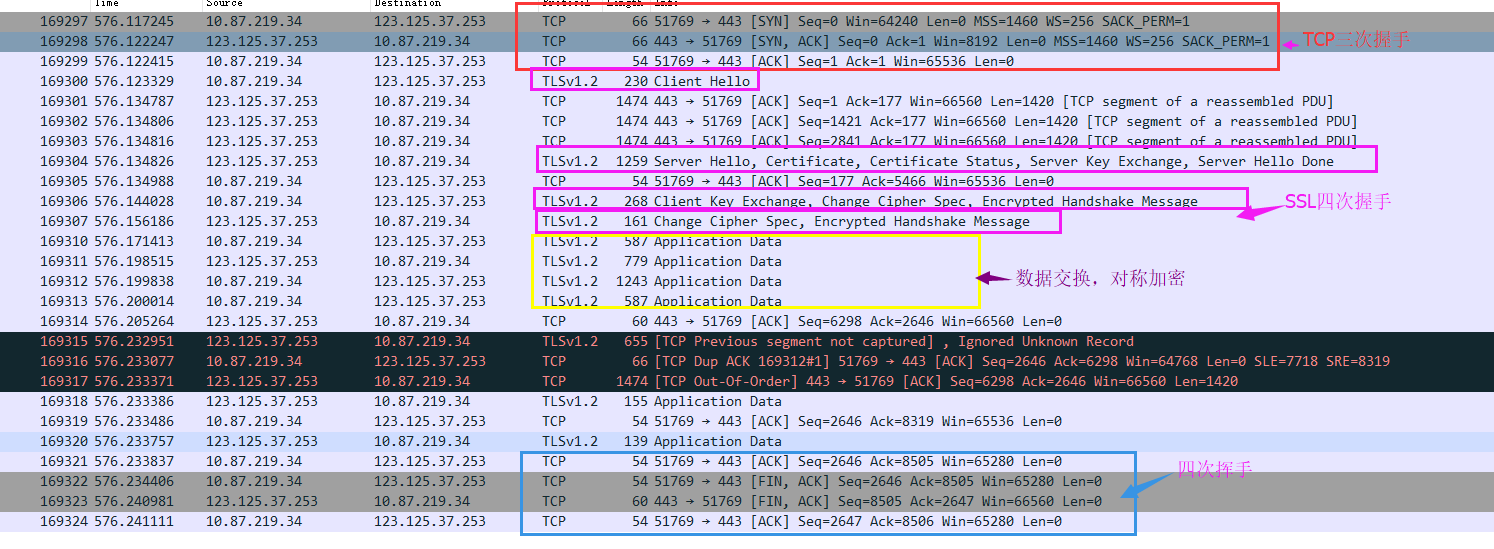 Time Source Destination Protocol Length Info
169297 576.117245 10.87.219.34 123.125.37.253 TCP 66 51769 → 443 [SYN] Seq=0 Win=64240 Len=0 MSS=1460 WS=256 SACK_PERM=1
169298 576.122247 123.125.37.253 10.87.219.34 TCP 66 443 → 51769 [SYN, ACK] Seq=0 Ack=1 Win=8192 Len=0 MSS=1460 WS=256 SACK_PERM=1 TCP三次握手
169299 576.122415 10.87.219.34 123.125.37.253 TCP 54 51769 → 443 [ACK] Seq=1 Ack=1 Win=65536 Len=0
169300 576.123329 10.87.219.34 123.125.37.253 TLSv1.2 230 Client Hello
169301 576.134787 123.125.37.253 10.87.219.34 TCP 1474 443 → 51769 [ACK] Seq=1 Ack=177 Win=66560 Len=1420 [TCP segment of a reassembled PDU]
169302 576.134806 123.125.37.253 10.87.219.34 TCP 1474 443 → 51769 [ACK] Seq=1421 Ack=177 Win=66560 Len=1420 [TCP segment of a reassembled PDU]
169303 576.134816 123.125.37.253 10.87.219.34 TCP 1474 443 → 51769 [ACK] Seq=2841 Ack=177 Win=66560 Len=1420 [TCP segment of a reassembled PDU]
169304 576.134826 123.125.37.253 10.87.219.34 TLSv1.2 1259 Server Hello, Certificate, Certificate Status, Server Key Exchange, Server Hello Done
169305 576.134988 10.87.219.34 123.125.37.253 TCP 54 51769 → 443 [ACK] Seq=177 Ack=5466 Win=65536 Len=0
169306 576.144028 10.87.219.34 123.125.37.253 TLSv1.2 268 Client Key Exchange, Change Cipher Spec, Encrypted Handshake Message SSL四次握手
169307 576.156186 123.125.37.253 10.87.219.34 TLSv1.2 161 Change Cipher Spec, Encrypted Handshake Message
169310 576.171413 10.87.219.34 123.125.37.253 TLSv1.2 587 Application Data
169311 576.198515 123.125.37.253 10.87.219.34 TLSv1.2 779 Application Data
169312 576.199838 10.87.219.34 123.125.37.253 TLSv1.2 1243 Application Data 数据交换，对称加密
169313 576.200014 10.87.219.34 123.125.37.253 TLSv1.2 587 Application Data
169314 576.205264 123.125.37.253 10.87.219.34 TCP 60 443 → 51769 [ACK] Seq=6298 Ack=2646 Win=66560 Len=0
169315 576.232951 123.125.37.253 10.87.219.34 TLSv1.2 655 [TCP Previous segment not captured] , Ignored Unknown Record
169316 576.233077 10.87.219.34 123.125.37.253 TCP 66 [TCP Dup ACK 169312#1] 51769 → 443 [ACK] Seq=2646 Ack=6298 Win=64768 Len=0 SLE=7718 SRE=8319
169317 576.233371 123.125.37.253 10.87.219.34 TCP 1474 [TCP Out-Of-Order] 443 → 51769 [ACK] Seq=6298 Ack=2646 Win=66560 Len=1420
169318 576.233386 123.125.37.253 10.87.219.34 TLSv1.2 155 Application Data
169319 576.233486 10.87.219.34 123.125.37.253 TCP 54 51769 → 443 [ACK] Seq=2646 Ack=8319 Win=65536 Len=0
169320 576.233757 123.125.37.253 10.87.219.34 TLSv1.2 139 Application Data
169321 576.233837 10.87.219.34 123.125.37.253 TCP 54 51769 → 443 [ACK] Seq=2646 Ack=8505 Win=65280 Len=0 四次挥手
169322 576.234406 10.87.219.34 123.125.37.253 TCP 54 51769 → 443 [FIN, ACK] Seq=2646 Ack=8505 Win=65280 Len=0
169323 576.240981 123.125.37.253 10.87.219.34 TCP 60 443 → 51769 [FIN, ACK] Seq=8505 Ack=2647 Win=66560 Len=0
169324 576.241111 10.87.219.34 123.125.37.253 TCP 54 51769 → 443 [ACK] Seq=2647 Ack=8506 Win=65280 Len=0